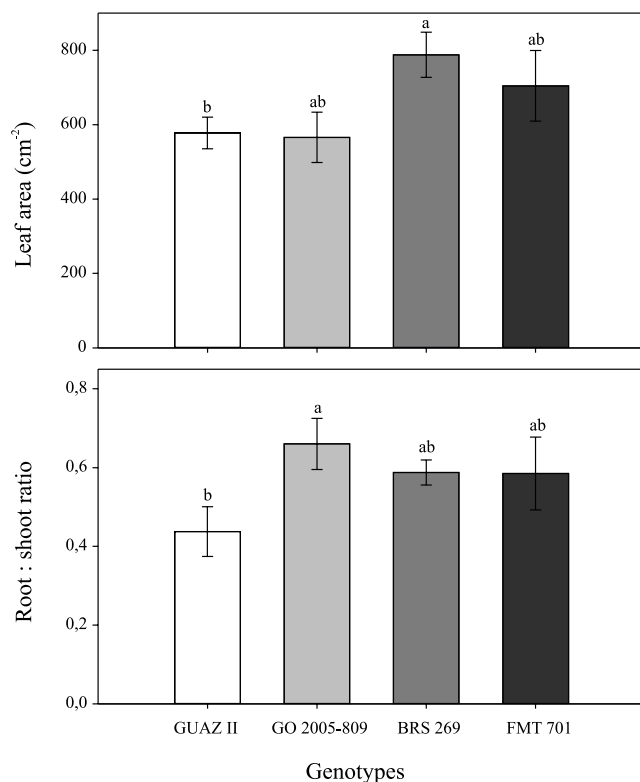 Leaf area (cm⁻²)
800
600
400
200
0
b
ab
a
ab
Root : shoot ratio
0,8
0,6
0,4
0,2
0,0
b
a
ab
ab
GUAZ II GO 2005-809 BRS 269 FMT 701
Genotypes